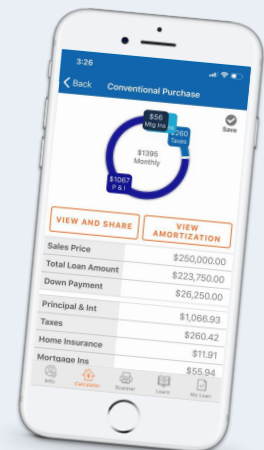 3:26
Back Conventional Purchase
Save
$56
Mtg Ins
$260
Taxes
$1395
Monthly
$1067
P & I
VIEW AND SHARE
VIEW
AMORTIZATION
Sales Price $250,000.00
Total Loan Amount $223,750.00
Down Payment $26,250.00
Principal & Int $1,066.93
Taxes $260.42
Home Insurance $11.91
Mortgage Ins $55.94
Info Calculator Scanner Learn My Loan